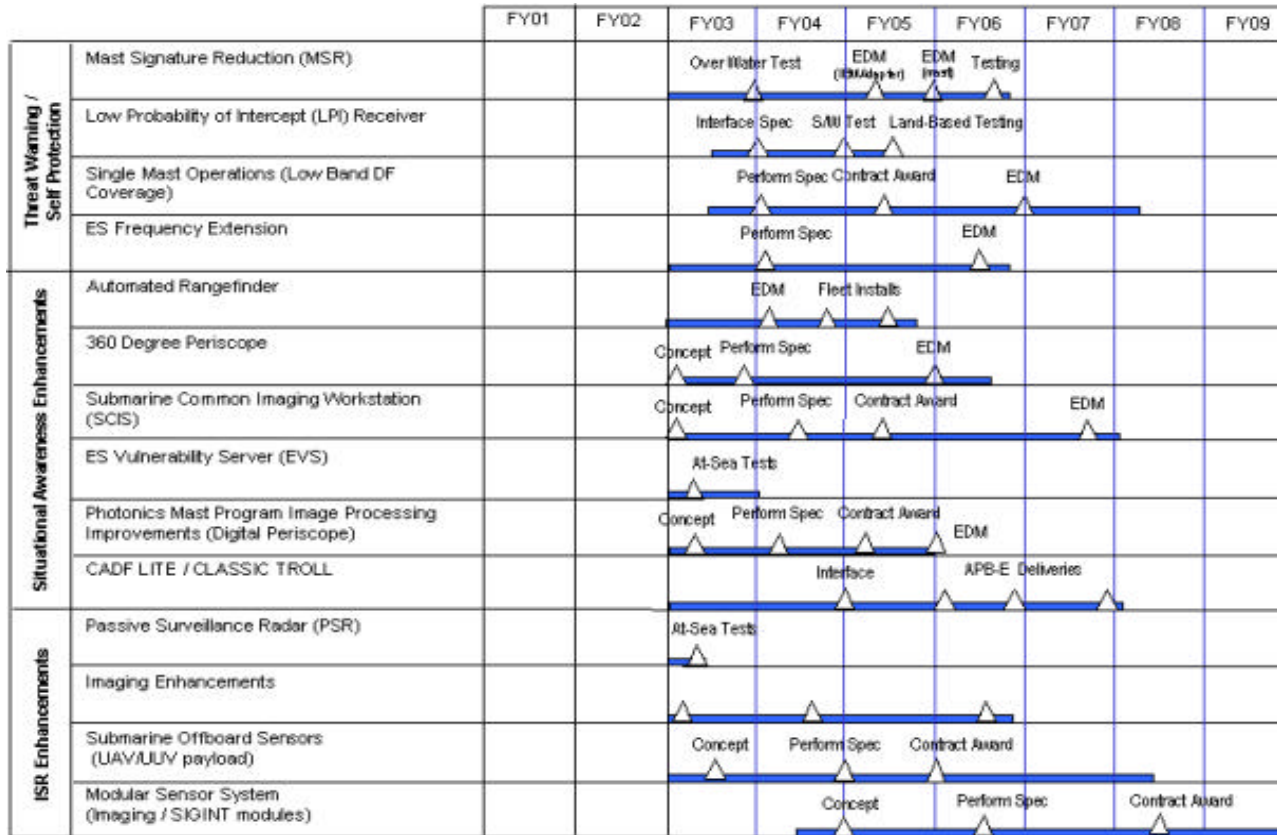 FY01 FY02 FY03 FY04 FY05 FY06 FY07 FY08 FY09
Threat Warning /
Self Protection
Mast Signature Reduction (MSR)
Over Water Test
EDM
EDM
(mast)
Testing
Low Probability of Intercept (LPI) Receiver
Interface Spec S/W Test Land-Based Testing
Single Mast Operations (Low Band DF
Coverage)
Perform Spec Contract Award EDM
ES Frequency Extension
Perform Spec EDM
Situational Awareness Enhancements
Automated Rangefinder
EDM Fleet Installs
360 Degree Periscope
Concept Perform Spec EDM
Submarine Common Imaging Workstation
(SCIS)
Concept Perform Spec Contract Award EDM
ES Vulnerability Server (EVS)
At-Sea Tests
Photonics Mast Program Image Processing
Improvements (Digital Periscope)
Concept Perform Spec Contract Award EDM
CADF LITE / CLASSIC TROLL
Interface APB-E Deliveries
ISR Enhancements
Passive Surveillance Radar (PSR)
At-Sea Tests
Imaging Enhancements
Submarine Offboard Sensors
(UAV/UUV payload)
Concept Perform Spec Contract Award
Modular Sensor System
(Imaging / SIGINT modules)
Concept Perform Spec Contract Award